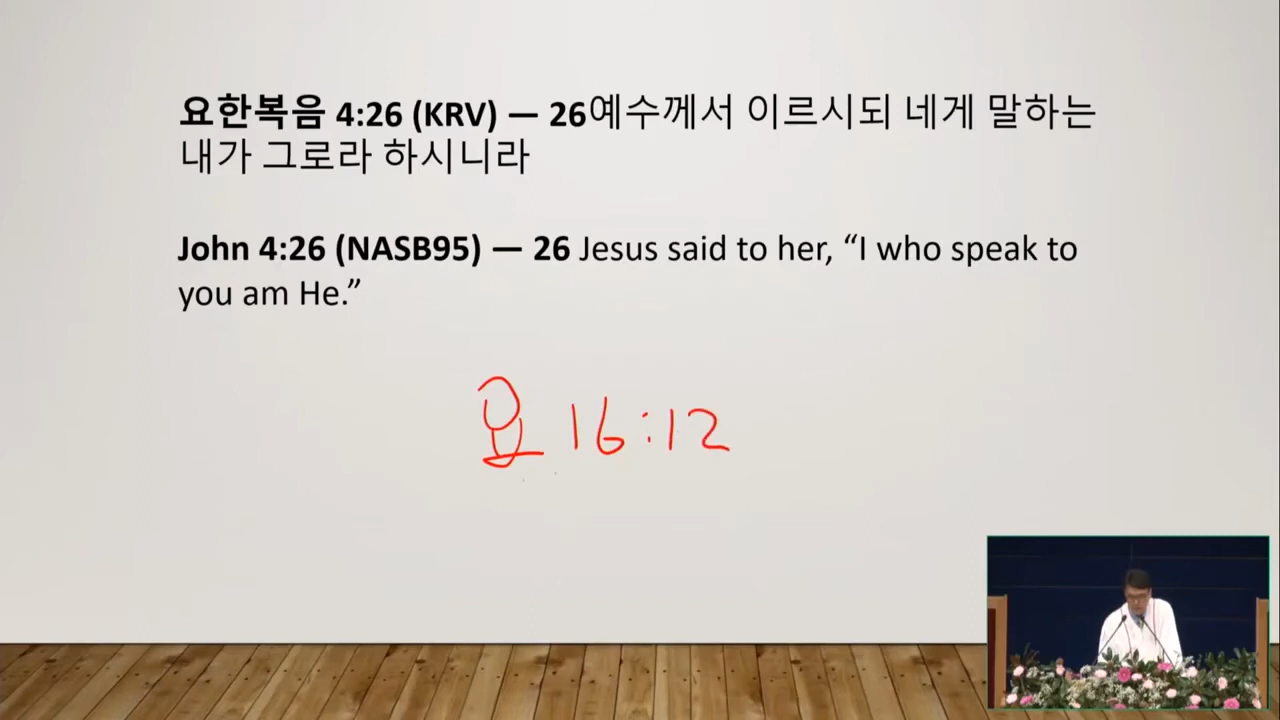 요한복음 4:26 (KRV) — 26예수께서 이르시되 네게 말하는
내가 그로라 하시니라
John 4:26 (NASB95) — 26 Jesus said to her, “I who speak to
you am He.”
요 16:12